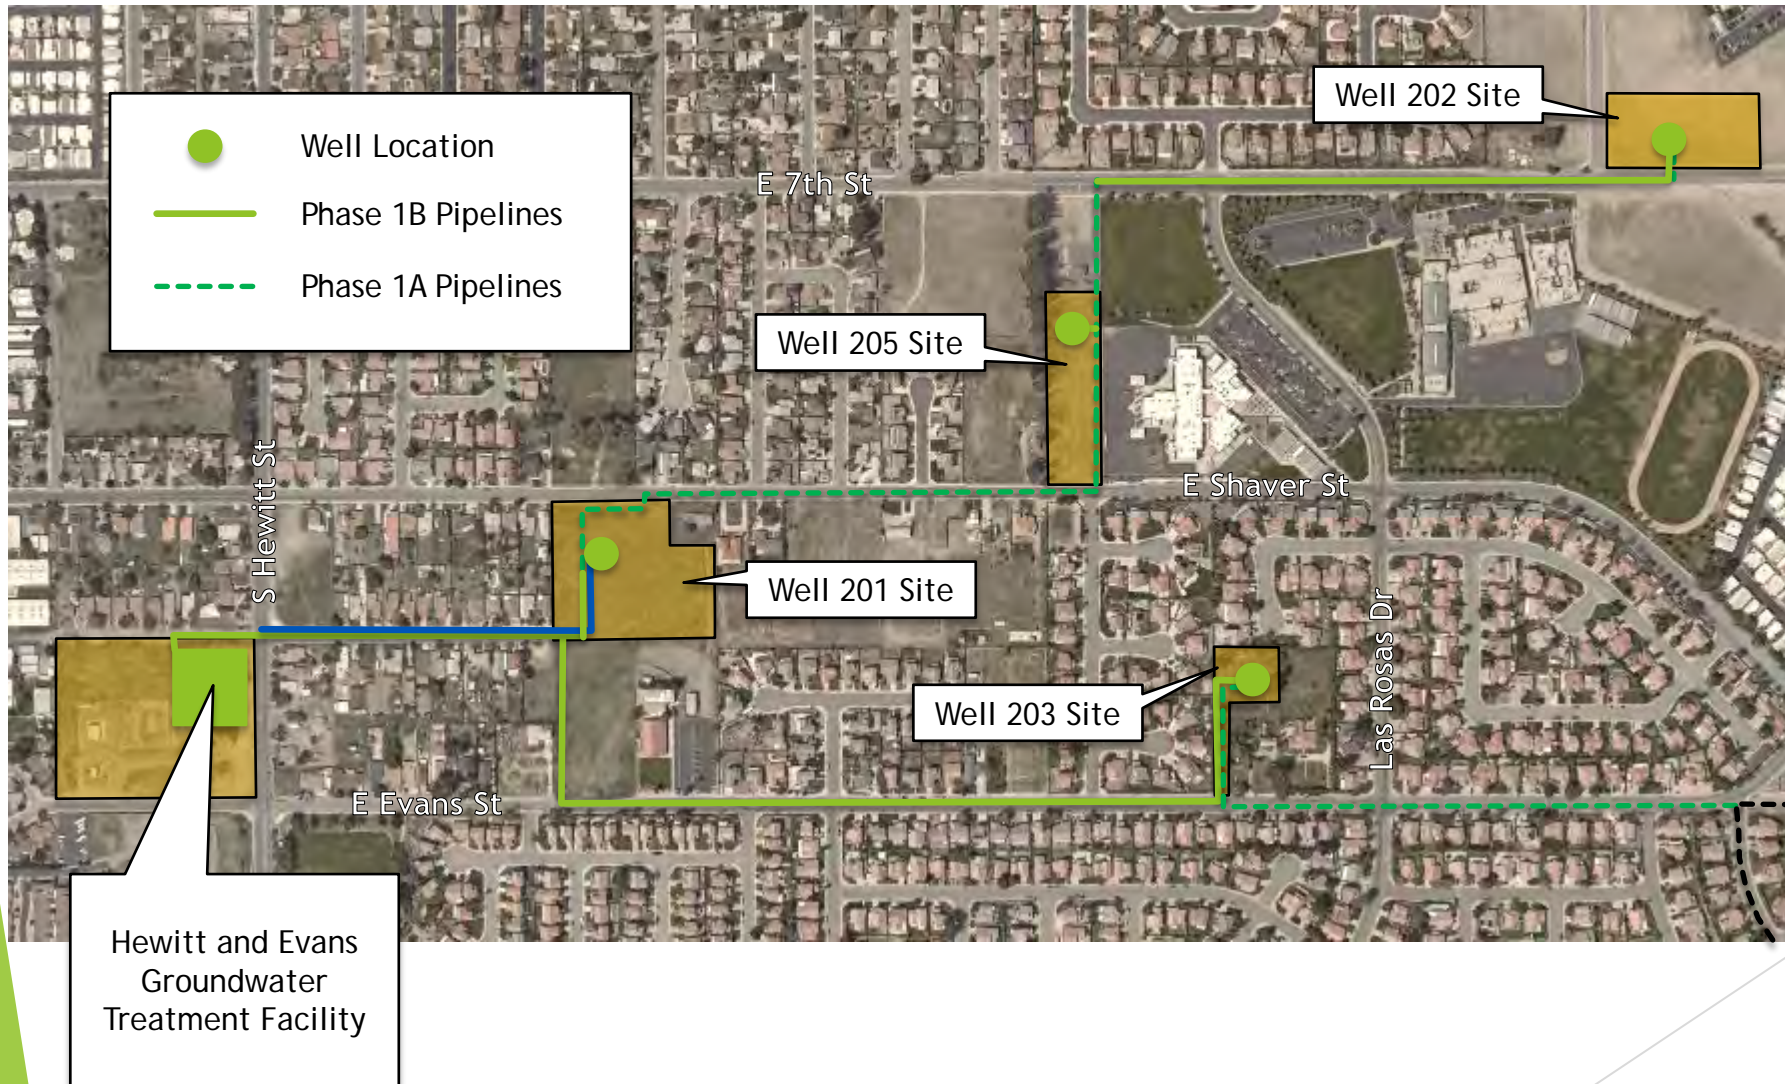 Well Location
Phase 1B Pipelines
Phase 1A Pipelines
Well 202 Site
E 7th St
Well 205 Site
S Hewitt St
E Shaver St
Well 201 Site
Las Rosas Dr
Well 203 Site
E Evans St
Hewitt and Evans
Groundwater
Treatment Facility